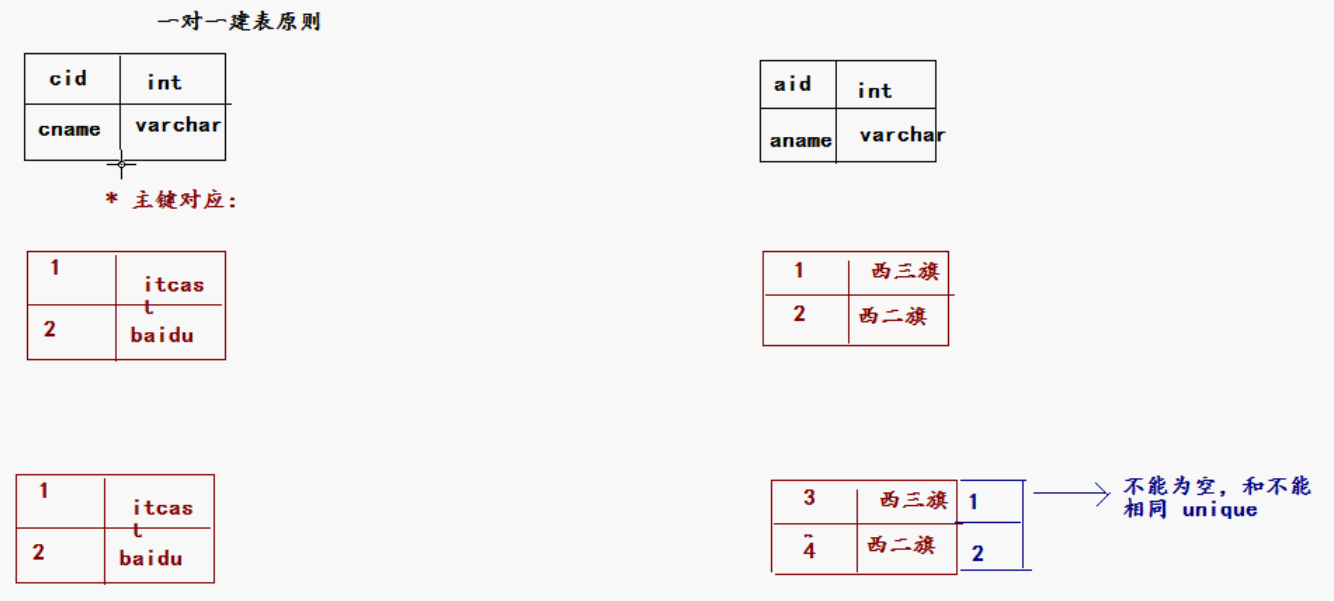 一对一建表原则
cid int
cname varchar
aid int
aname varchar
* 主键对应:
1 itcas
t
2 baidu
1 西三旗
2 西二旗
1 itcas
t
2 baidu
3 西三旗 1
4 西二旗 2
不能为空，和不能
相同 unique